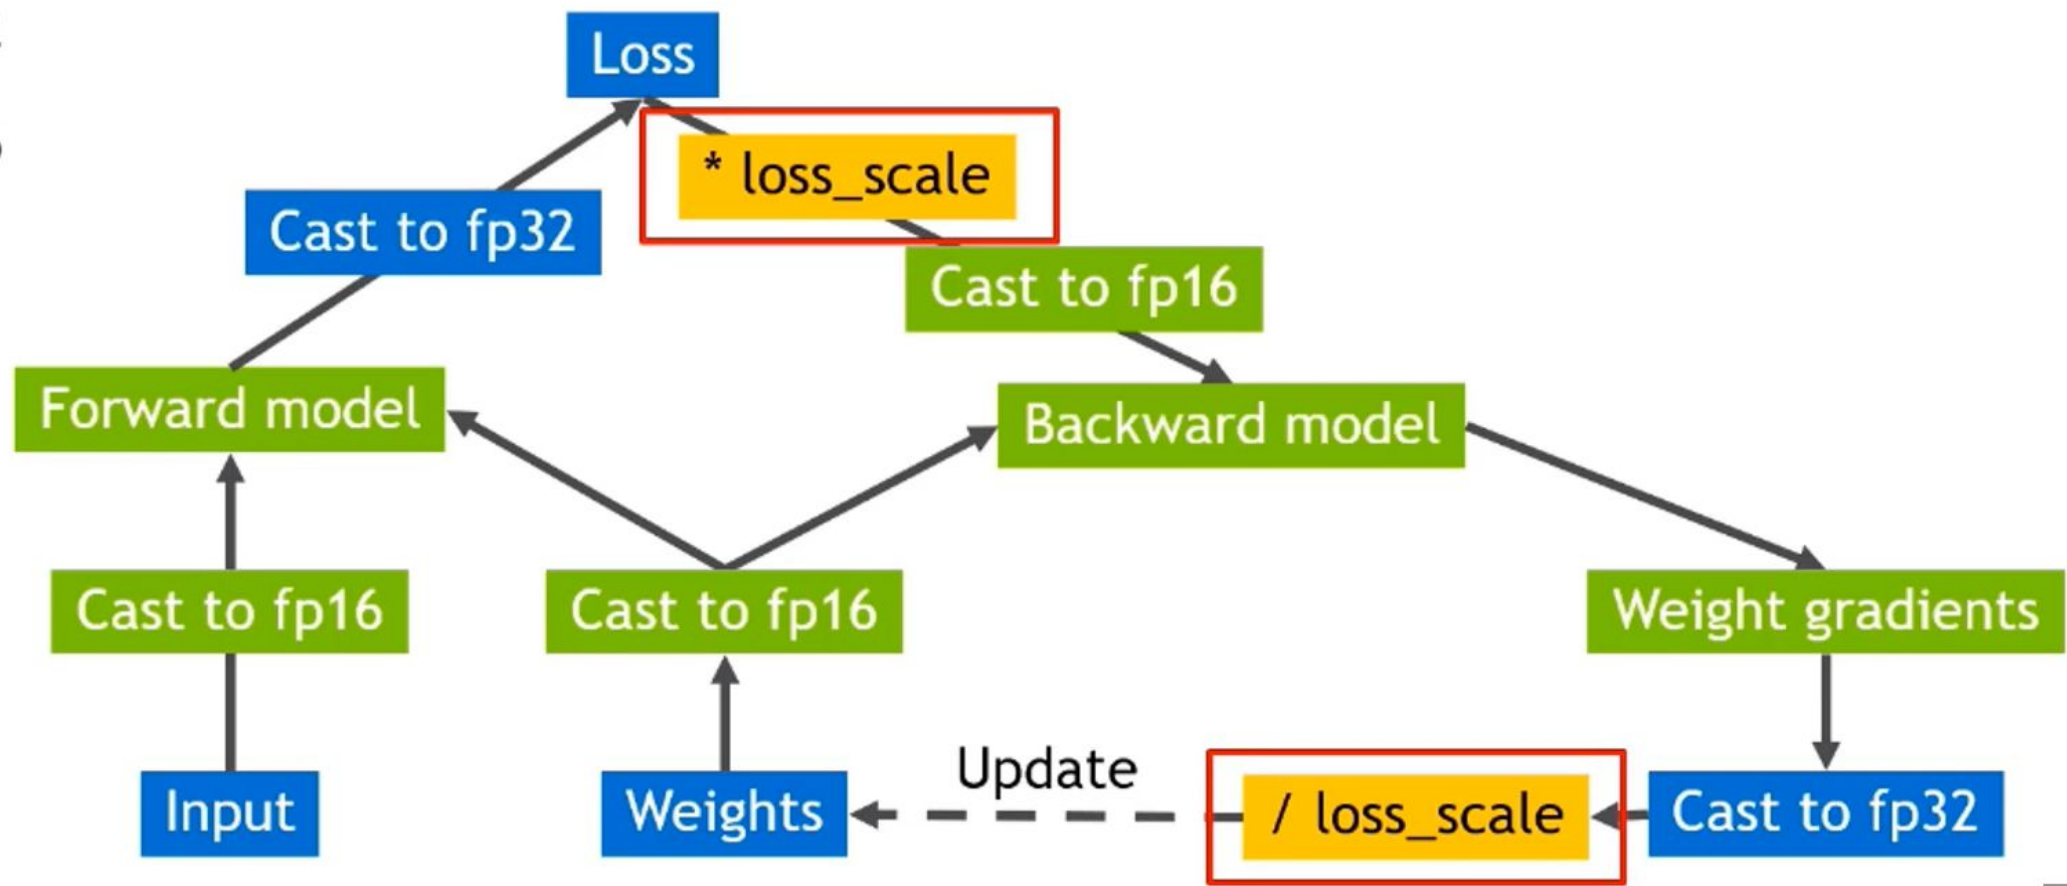 Loss
* loss_scale
Cast to fp32
Cast to fp16
Forward model
Backward model
Cast to fp16
Cast to fp16
Weight gradients
Update
Input
Weights
/ loss_scale
Cast to fp32